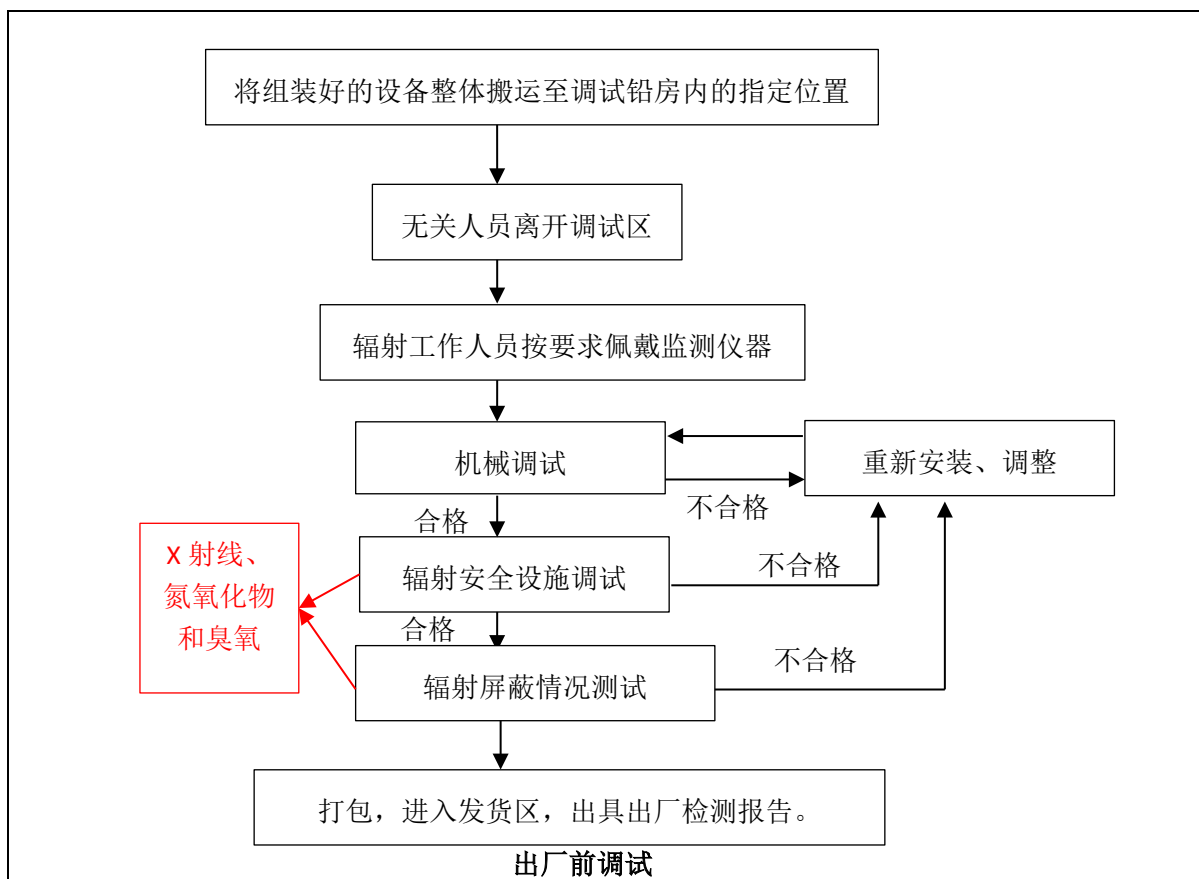 将组装好的设备整体搬运至调试铅房内的指定位置
无关人员离开调试区
辐射工作人员按要求佩戴监测仪器
机械调试
重新安装、调整
不合格
合格
X 射线、
氮氧化物
和臭氧
辐射安全设施调试
不合格
合格
辐射屏蔽情况测试
不合格
打包，进入发货区，出具出厂检测报告。
出厂前调试